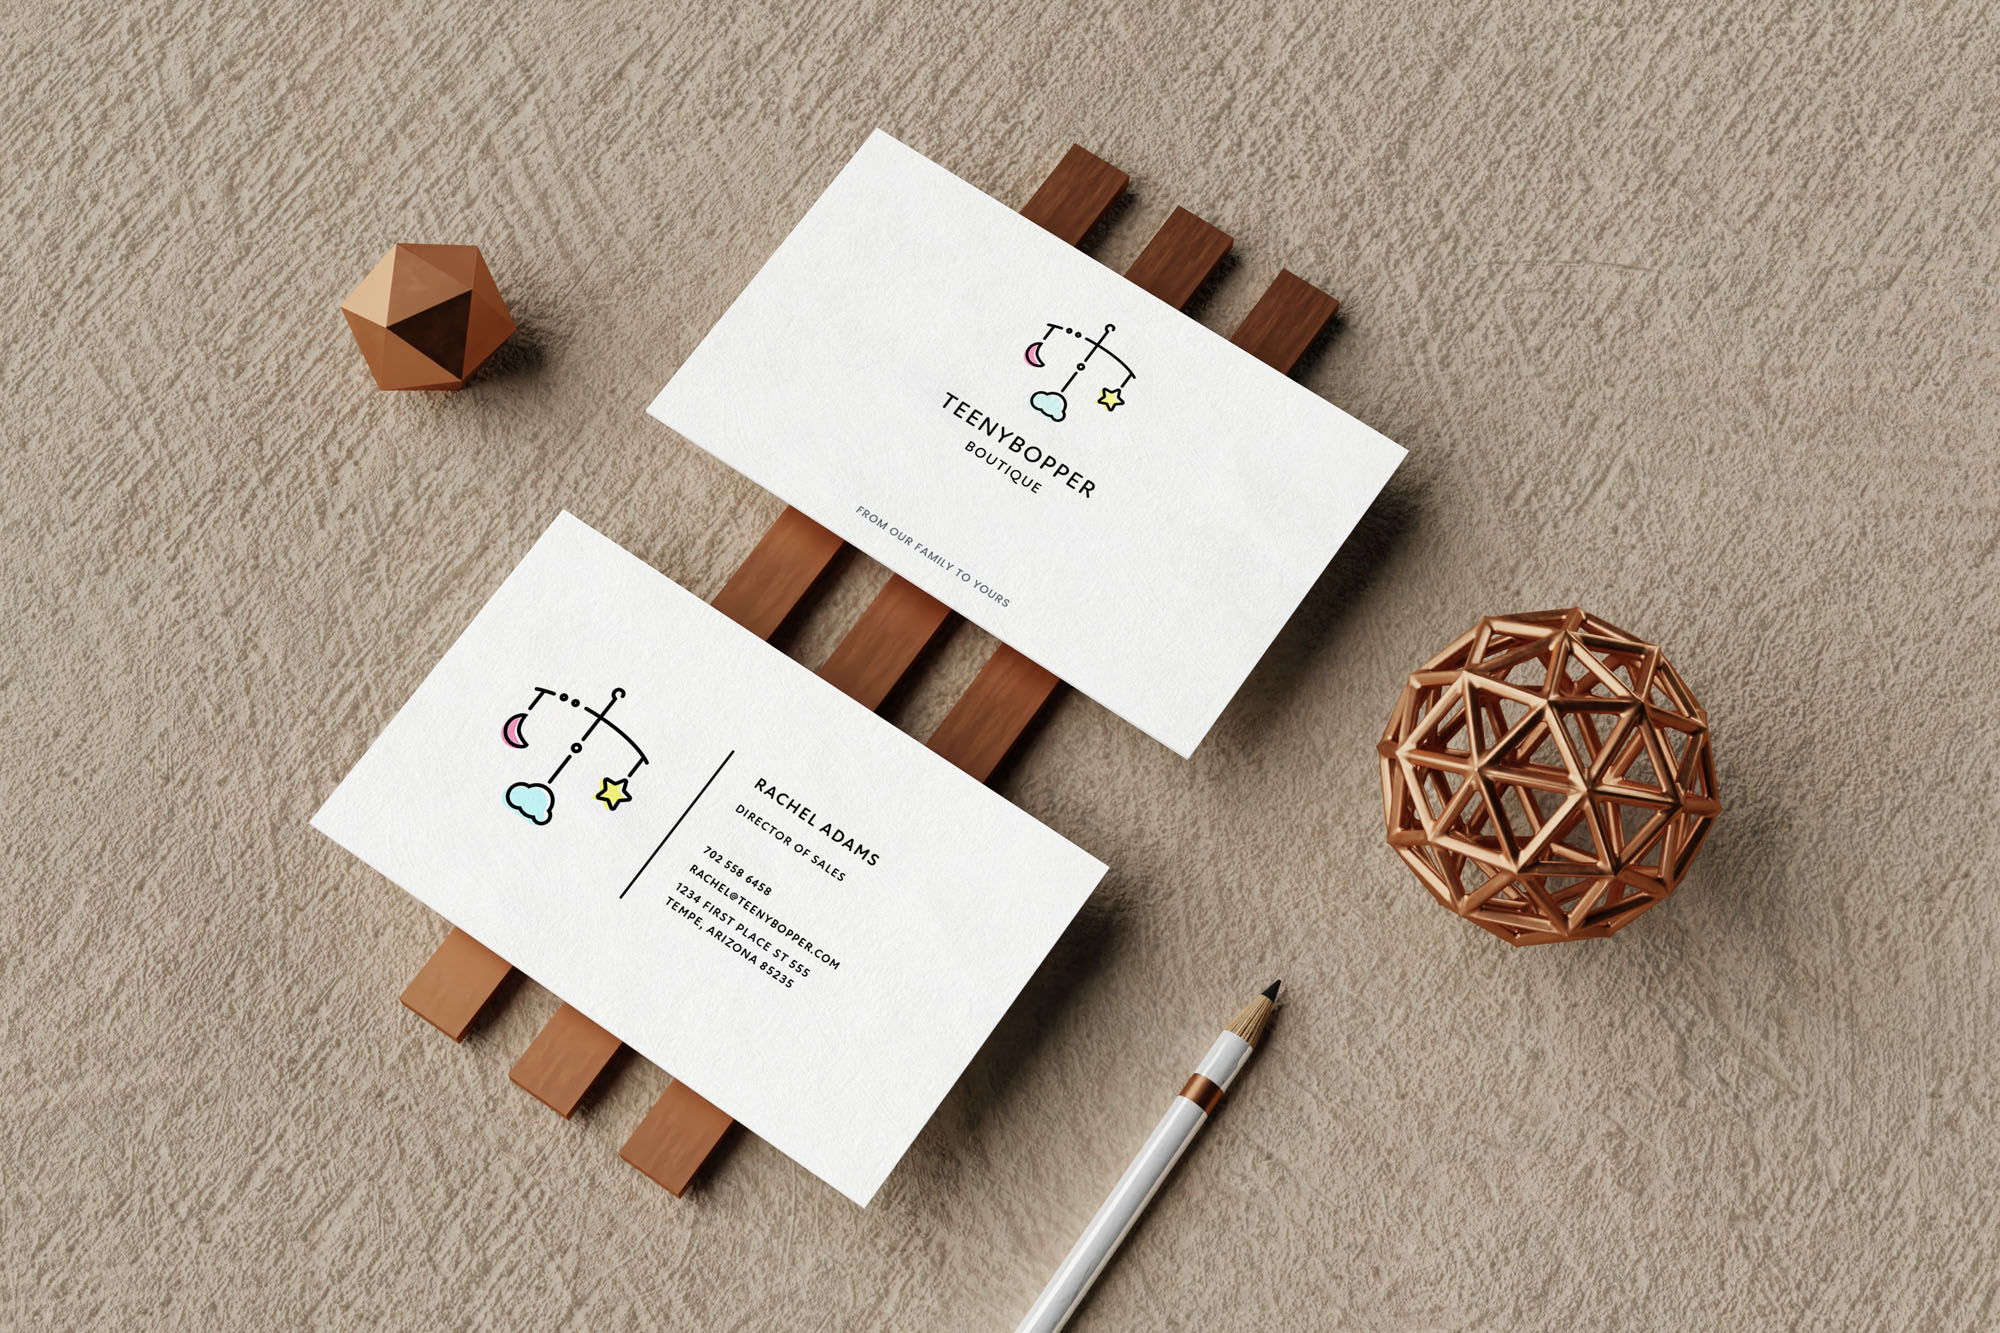 TEENYBOPPER
BOUTIQUE
FROM OUR FAMILY TO YOURS
RACHEL ADAMS
DIRECTOR OF SALES
702 558 6458
RACHEL@TEENYBOPPER.COM
1234 FIRST PLACE ST 555
TEMPE, ARIZONA 85235